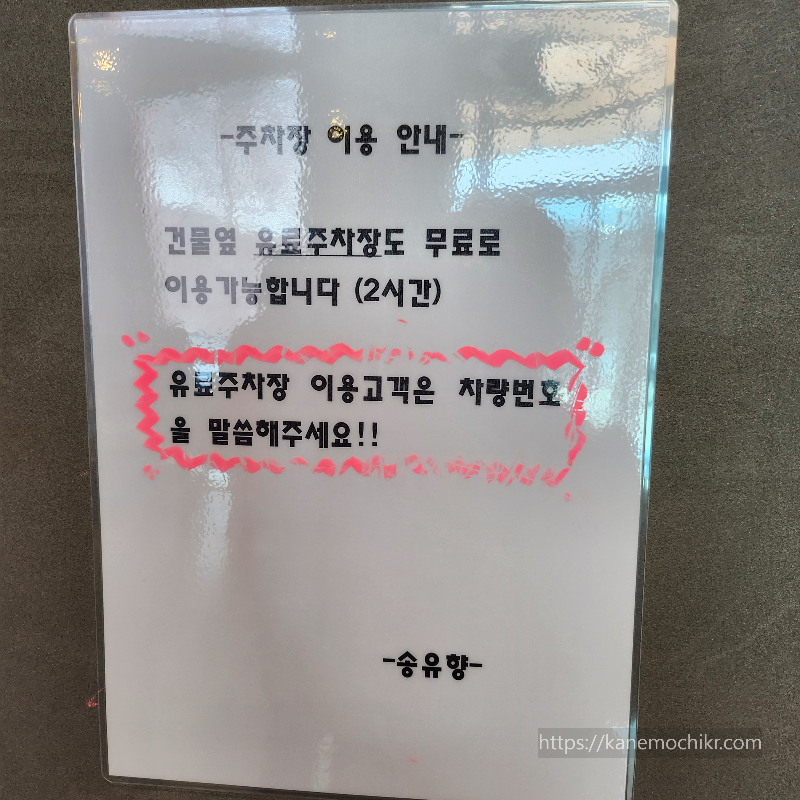 -주차장 이용 안내-
건물옆 유료주차장도 무료로
이용가능합니다 (2시간)
유료주차장 이용고객은 차량번호
을 말씀해주세요!!
-송유향-
https://kanemochikr.com